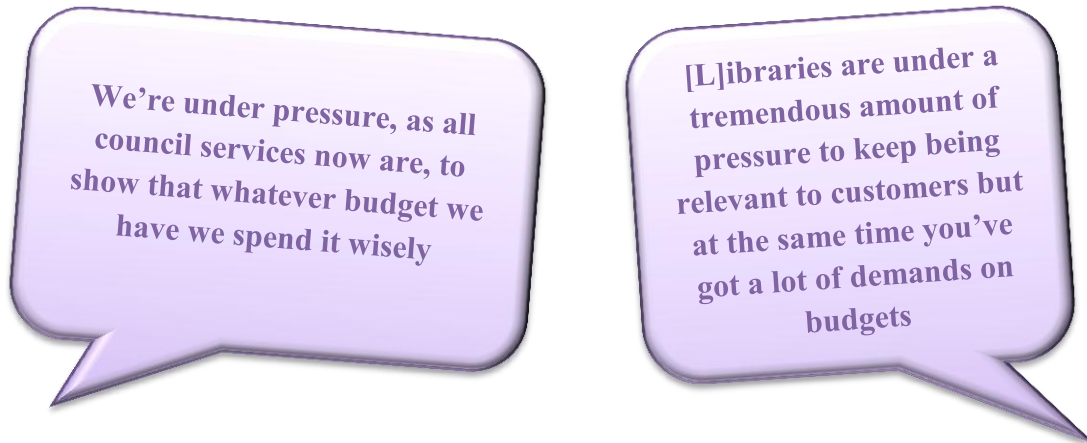 We’re under pressure, as all
council services now are, to
show that whatever budget we
have we spend it wisely
[L]ibraries are under a
tremendous amount of
pressure to keep being
relevant to customers but
at the same time you’ve
got a lot of demands on
budgets